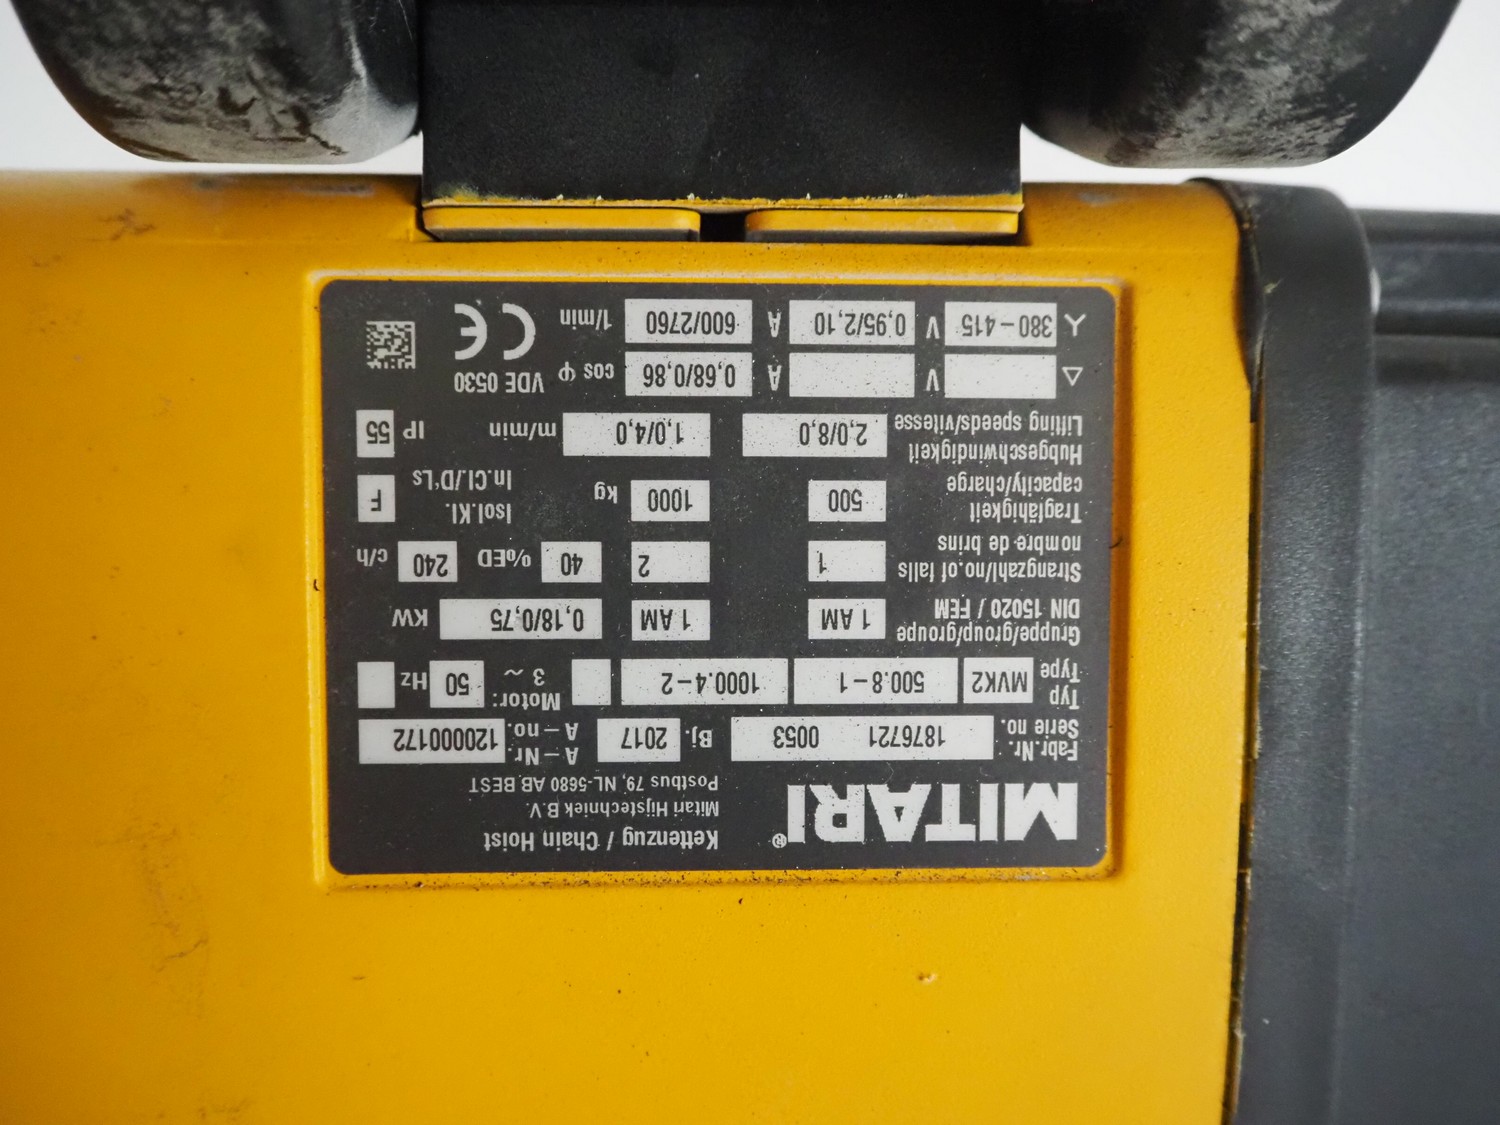 MITARI®
Kettenzug / Chain Hoist
Mitari Hijstechniek B.V.
Postbus 79, NL-5680 AB BEST
Fabr.Nr. Serie no. 1876721 0053 Bj. 2017 A-Nr. A-no. 120000172
Typ Type MVK2 500.8-1 1000.4-2 Motor: 3 ~ 50 Hz
Gruppe/group/groupe DIN 15020 / FEM 1 AM 1 AM 0,18/0,75 KW
Strangzahl/no.of falls nombre de brins 1 2 40 %ED 240 c/h
Tragfähigkeit capacity/charge 500 1000 kg Isol.Kl. In.Cl./D'Ls F
Hubgeschwindigkeit Lifting speeds/vitesse 2,0/8,0 1,0/4,0 m/min IP 55
△ V A 0,68/0,86 cos φ VDE 0530
Y 380-415 V 0,95/2,10 A 600/2760 1/min CE